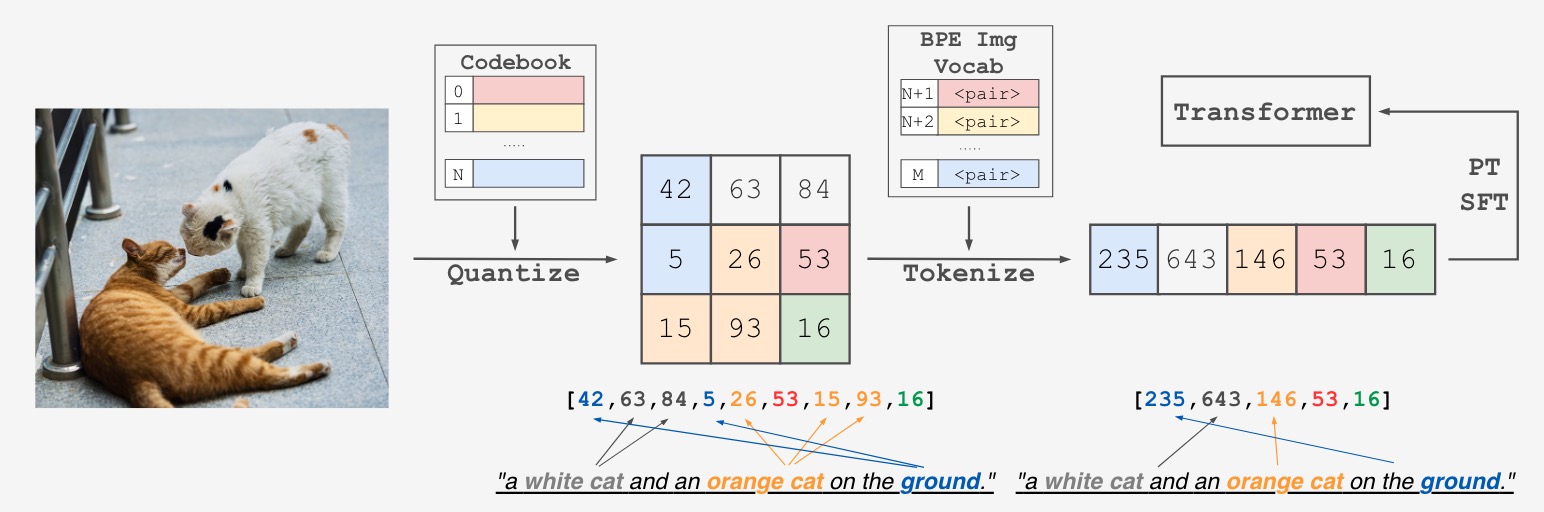 Codebook
0
1
.....
N
Quantize
42 63 84
5 26 53
15 93 16
[42,63,84,5,26,53,15,93,16]
"a white cat and an orange cat on the ground."
BPE Img
Vocab
N+1 <pair>
N+2 <pair>
.....
M <pair>
Tokenize
235 643 146 53 16
[235,643,146,53,16]
"a white cat and an orange cat on the ground."
Transformer
PT
SFT